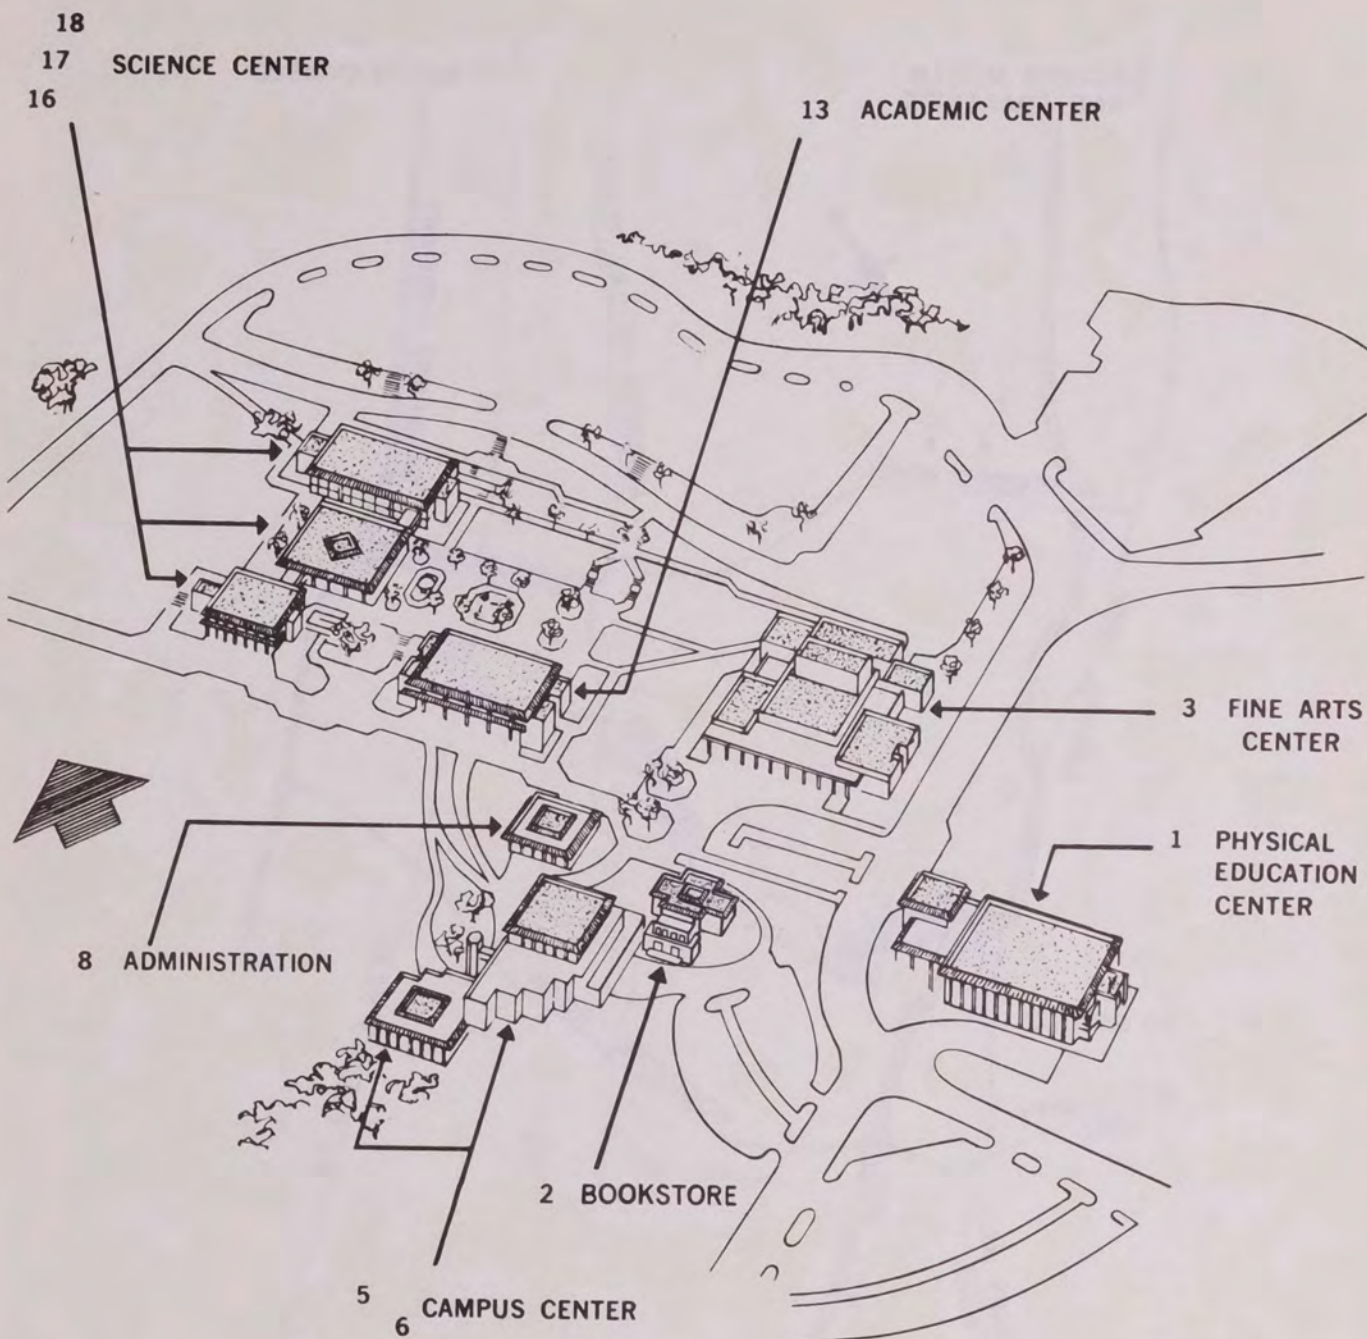 18
17 SCIENCE CENTER
16
13 ACADEMIC CENTER
3 FINE ARTS
CENTER
1 PHYSICAL
EDUCATION
CENTER
8 ADMINISTRATION
2 BOOKSTORE
5
6 CAMPUS CENTER